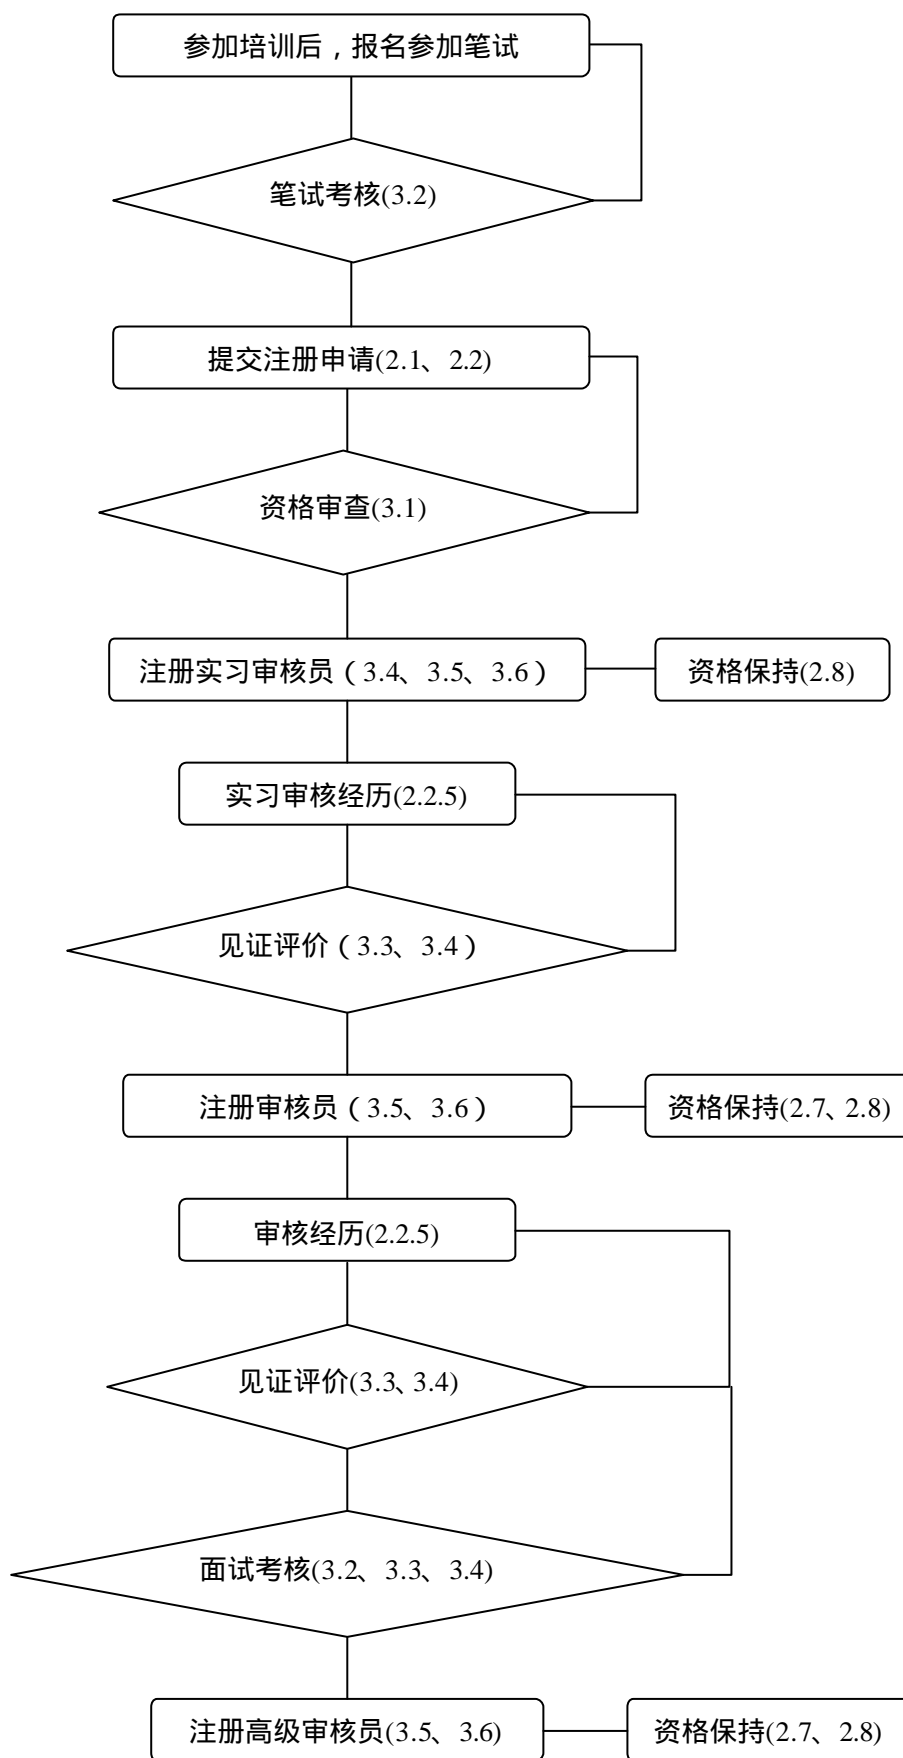 参加培训后，报名参加笔试
笔试考核(3.2)
提交注册申请(2.1、2.2)
资格审查(3.1)
注册实习审核员（3.4、3.5、3.6）
资格保持(2.8)
实习审核经历(2.2.5)
见证评价（3.3、3.4）
注册审核员（3.5、3.6）
资格保持(2.7、2.8)
审核经历(2.2.5)
见证评价(3.3、3.4)
面试考核(3.2、3.3、3.4)
注册高级审核员(3.5、3.6)
资格保持(2.7、2.8)